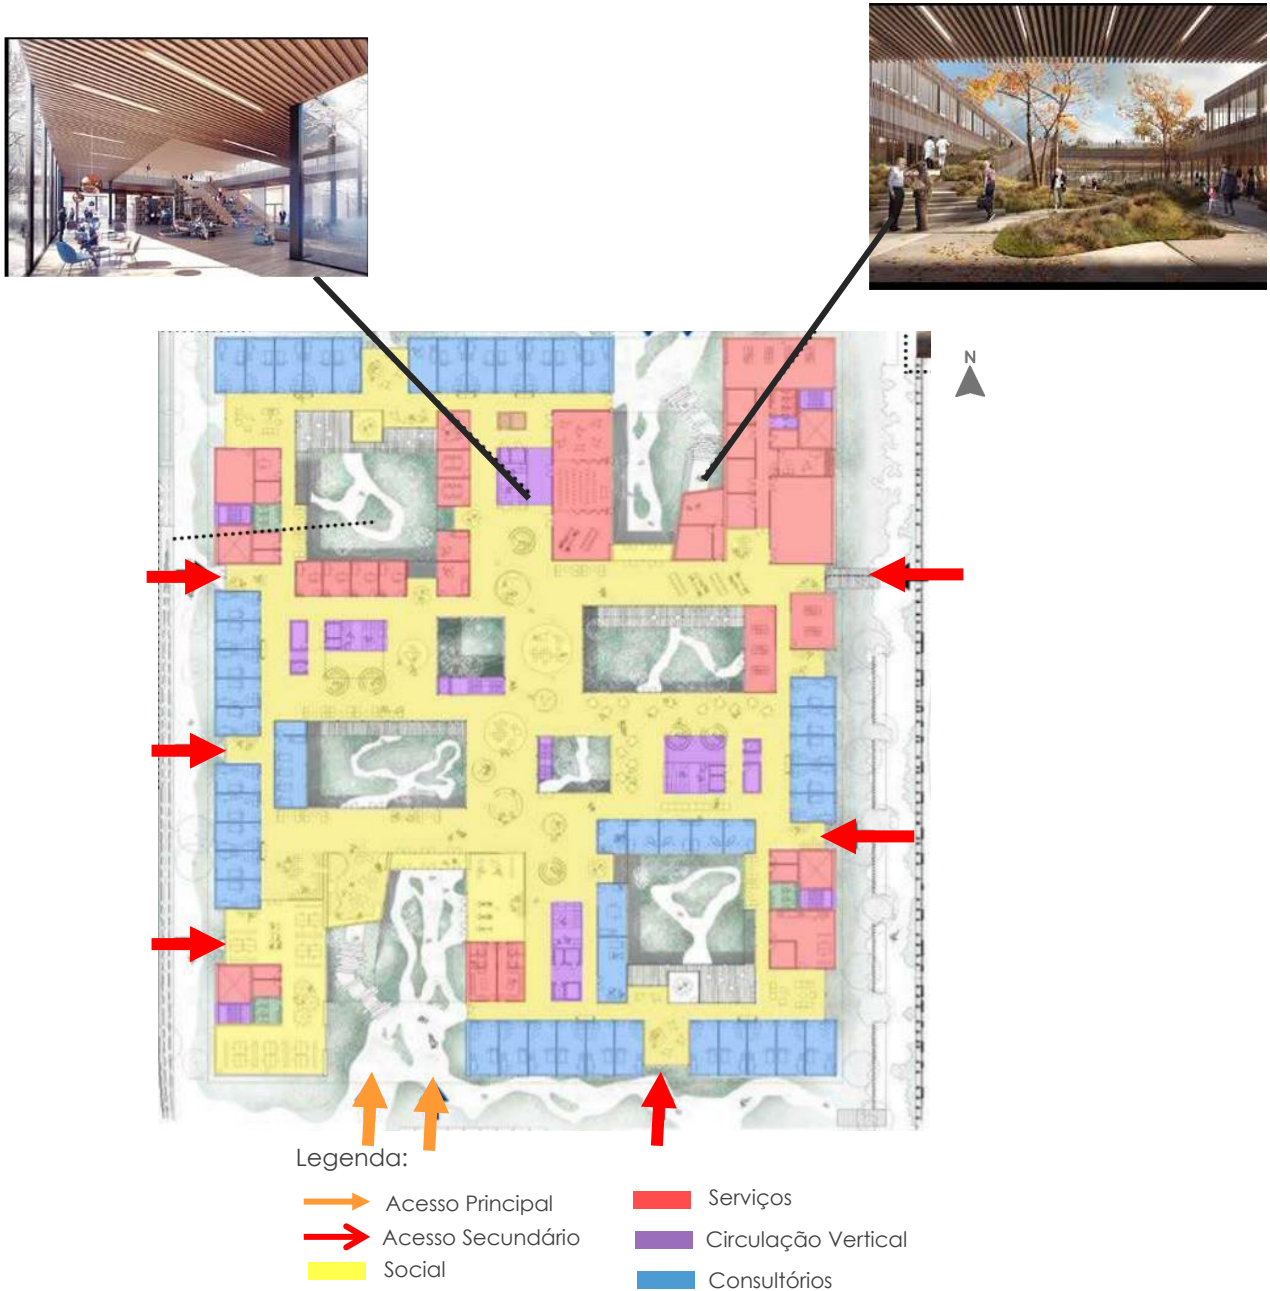 N
Legenda:
Acesso Principal
Acesso Secundário
Social
Serviços
Circulação Vertical
Consultórios